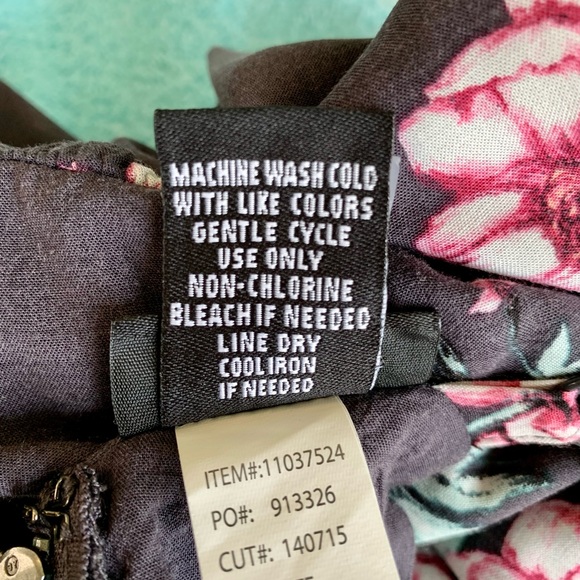 MACHINE WASH COLD
WITH LIKE COLORS
GENTLE CYCLE
USE ONLY
NON-CHLORINE
BLEACH IF NEEDED
LINE DRY
COOL IRON
IF NEEDED
ITEM#:11037524
PO#: 913326
CUT#: 140715